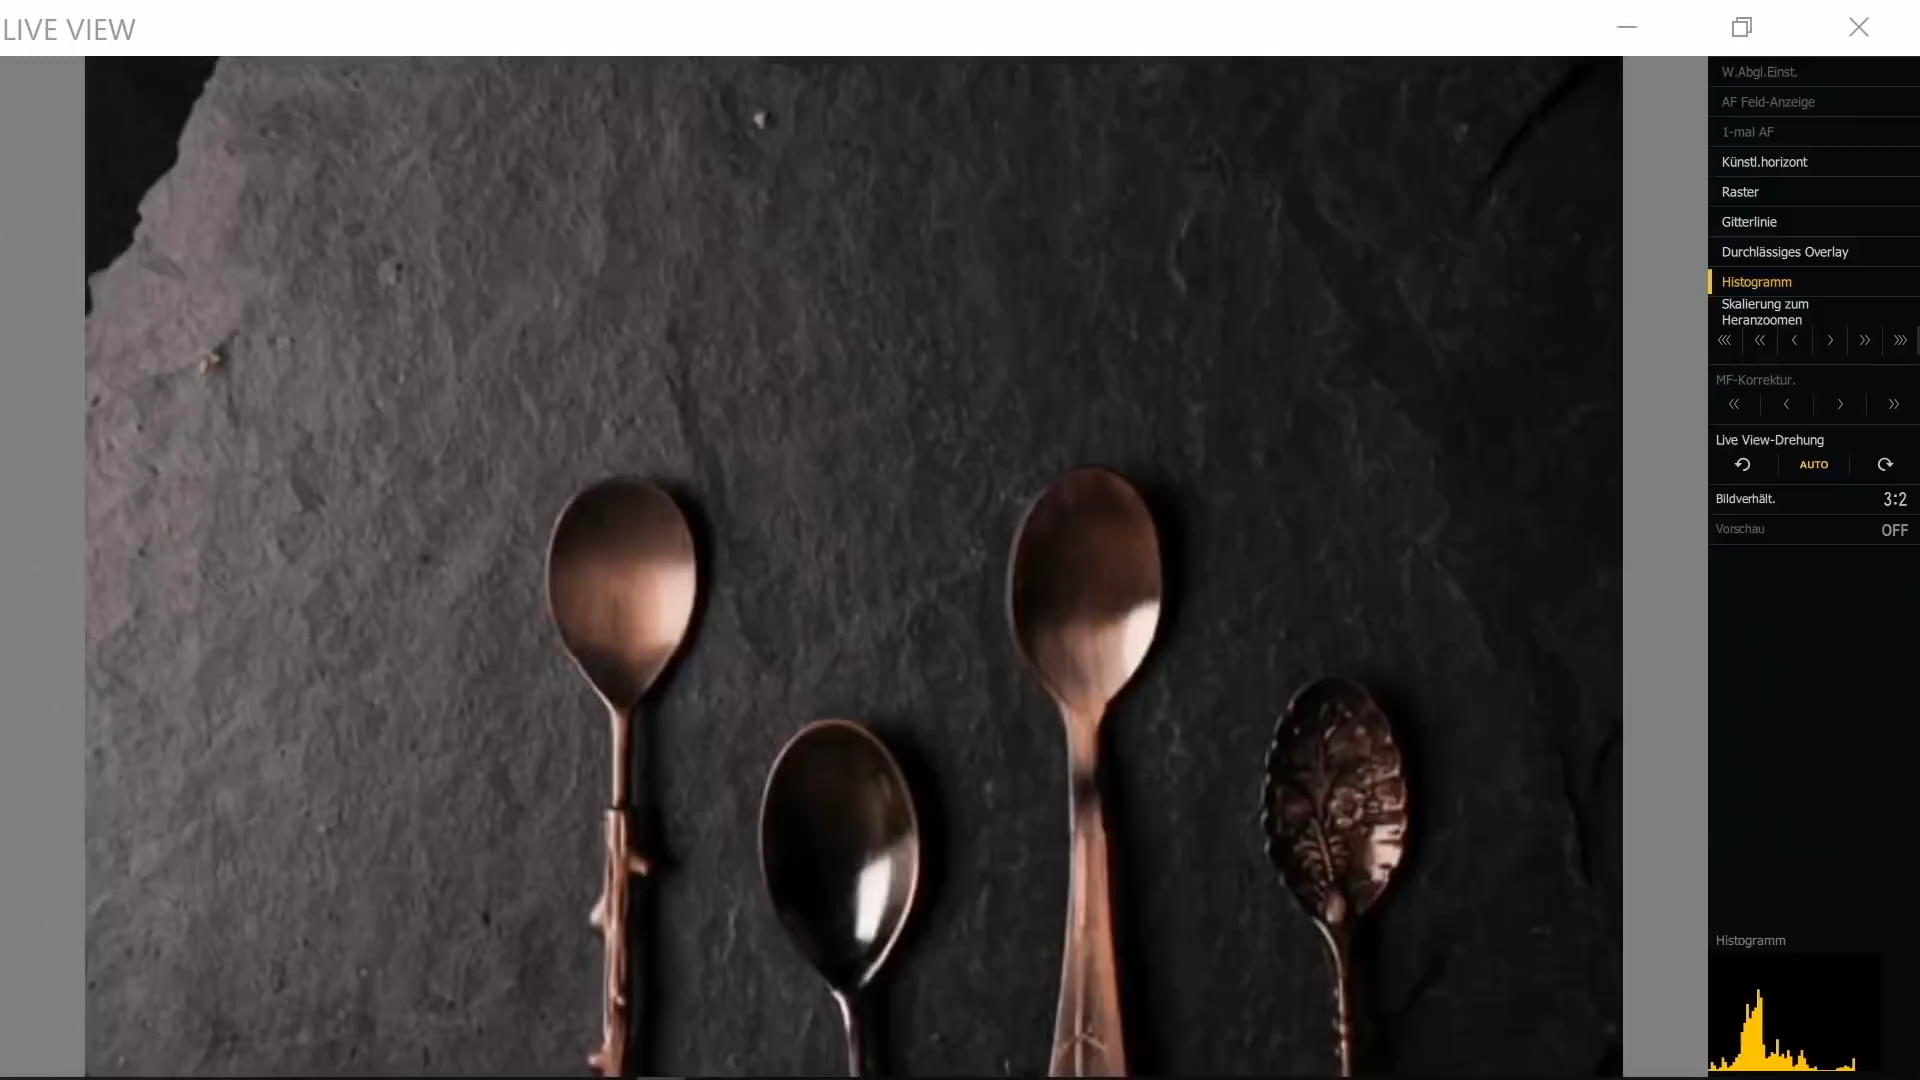 LIVE VIEW
W.Abgl.Einst.
AF Feld-Anzeige
1-mal AF
Künstl.horizont
Raster
Gitterlinie
Durchlässiges Overlay
Histogramm
Skalierung zum
Heranzoomen
MF-Korrektur.
Live View-Drehung
AUTO
Bildverhält. 3:2
Vorschau OFF
Histogramm